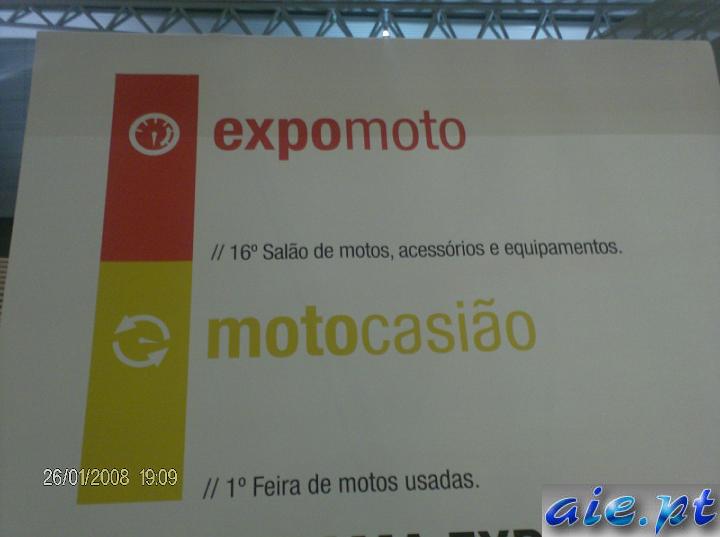 expomoto
// 16º Salão de motos, acessórios e equipamentos.
motocasião
26/01/2008 19:09
// 1º Feira de motos usadas.
aie.pt